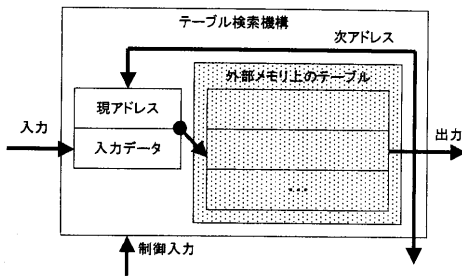 テーブル検索機構
次アドレス
外部メモリ上のテーブル
現アドレス
入力
入力データ
出力
...
制御入力